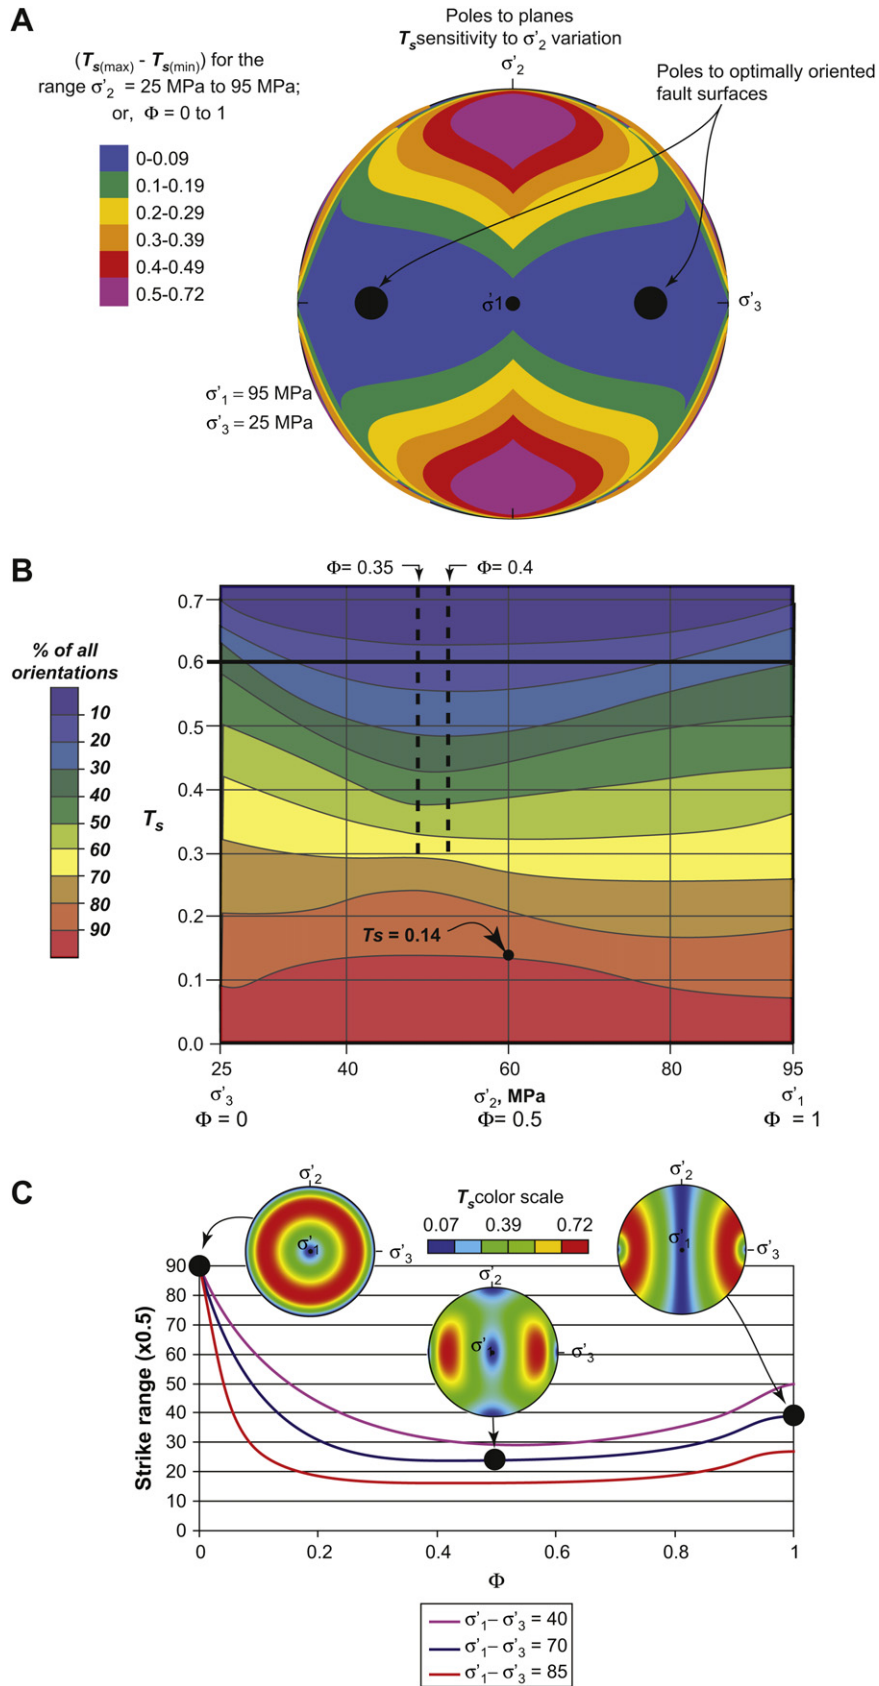 A
Poles to planes
Ts sensitivity to σ'2 variation
σ'2
(Ts(max) - Ts(min)) for the
range σ'2 = 25 MPa to 95 MPa;
or, Φ = 0 to 1
Poles to optimally oriented
fault surfaces
0-0.09
0.1-0.19
0.2-0.29
0.3-0.39
0.4-0.49
0.5-0.72
σ'1
σ'3
σ'1 = 95 MPa
σ'3 = 25 MPa
B
Φ= 0.35
Φ= 0.4
% of all
orientations
10
20
30
40
50
60
70
80
90
Ts
0.7
0.6
0.5
0.4
0.3
0.2
0.1
0.0
Ts = 0.14
25
40
60
80
95
σ'3
σ'2, MPa
σ'1
Φ = 0
Φ= 0.5
Φ = 1
C
σ'2
σ'1
σ'3
Ts color scale
0.07
0.39
0.72
σ'2
σ'1
σ'3
σ'2
σ'
σ'3
Strike range (x0.5)
90
80
70
60
50
40
30
20
10
0
0
0.2
0.4
0.6
0.8
1
Φ
σ'1– σ'3 = 40
σ'1– σ'3 = 70
σ'1– σ'3 = 85